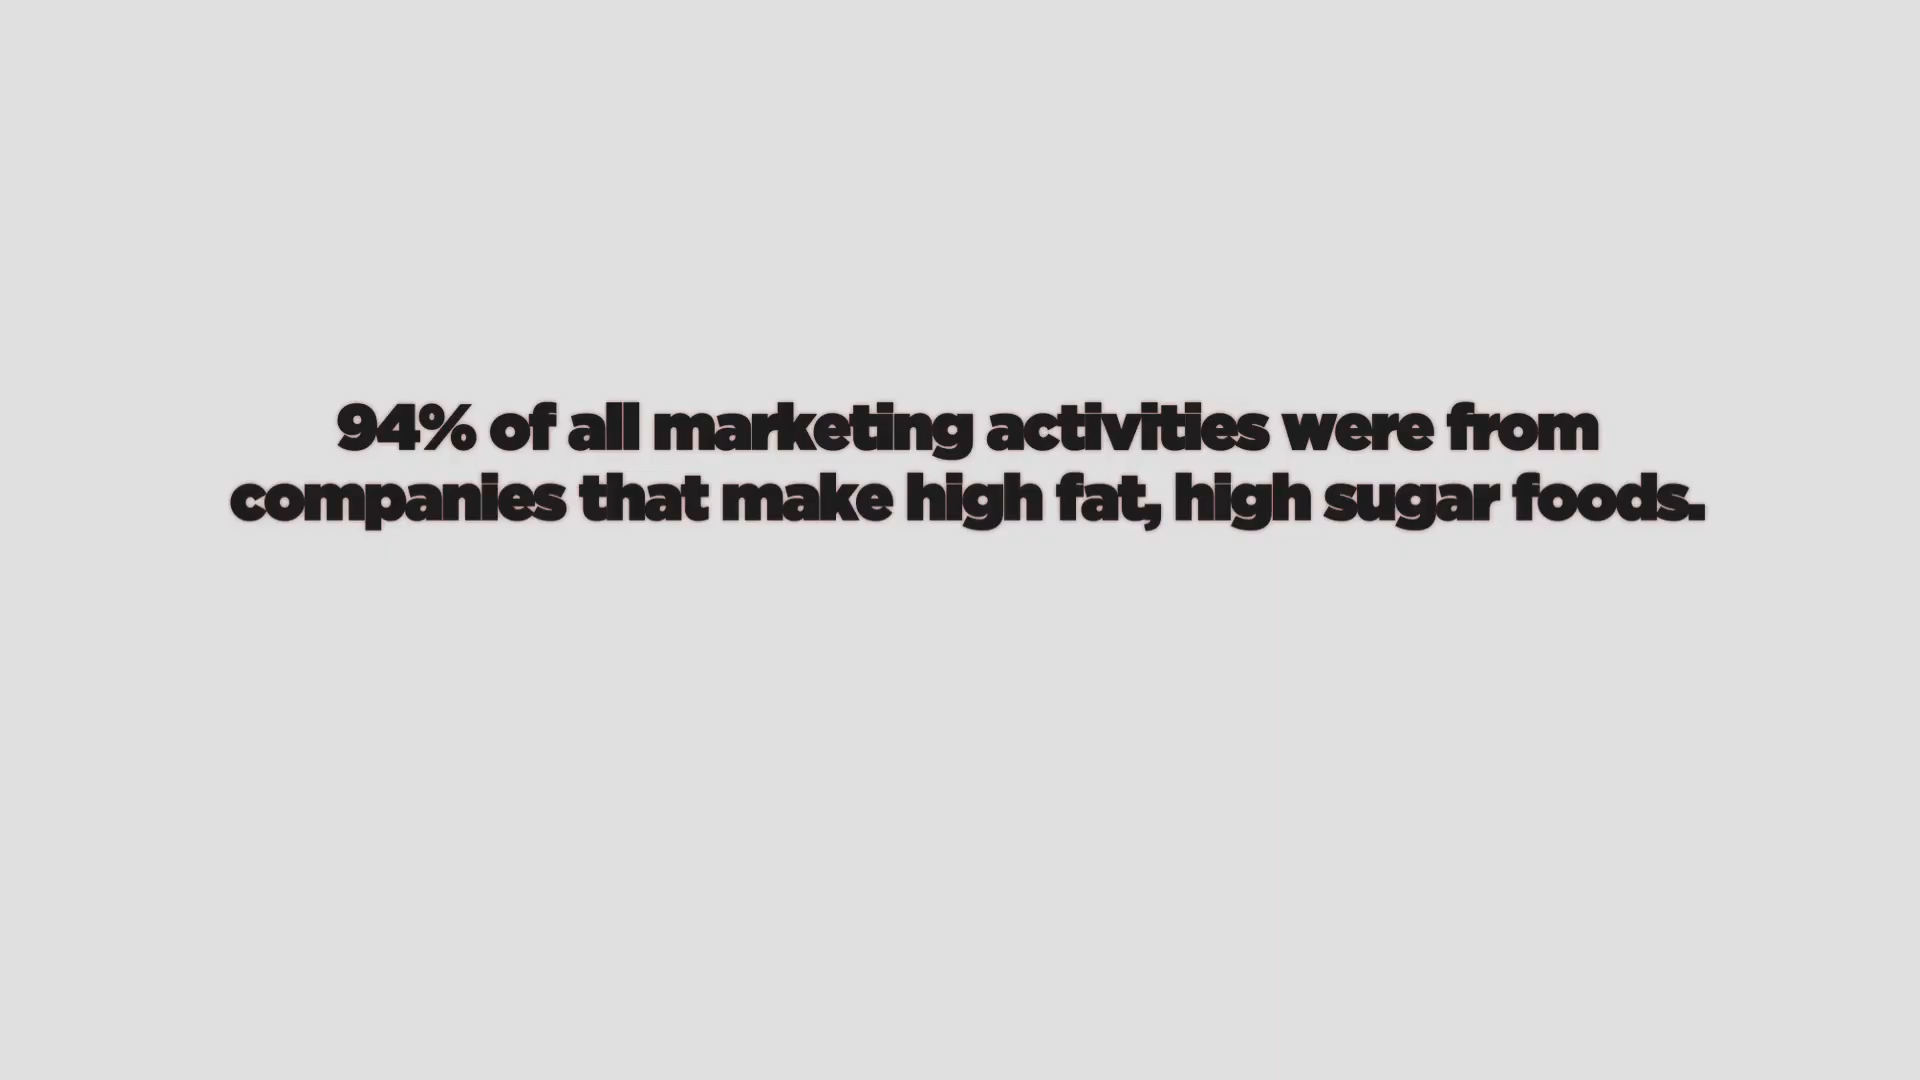 94% of all marketing activities were from
companies that make high fat, high sugar foods.